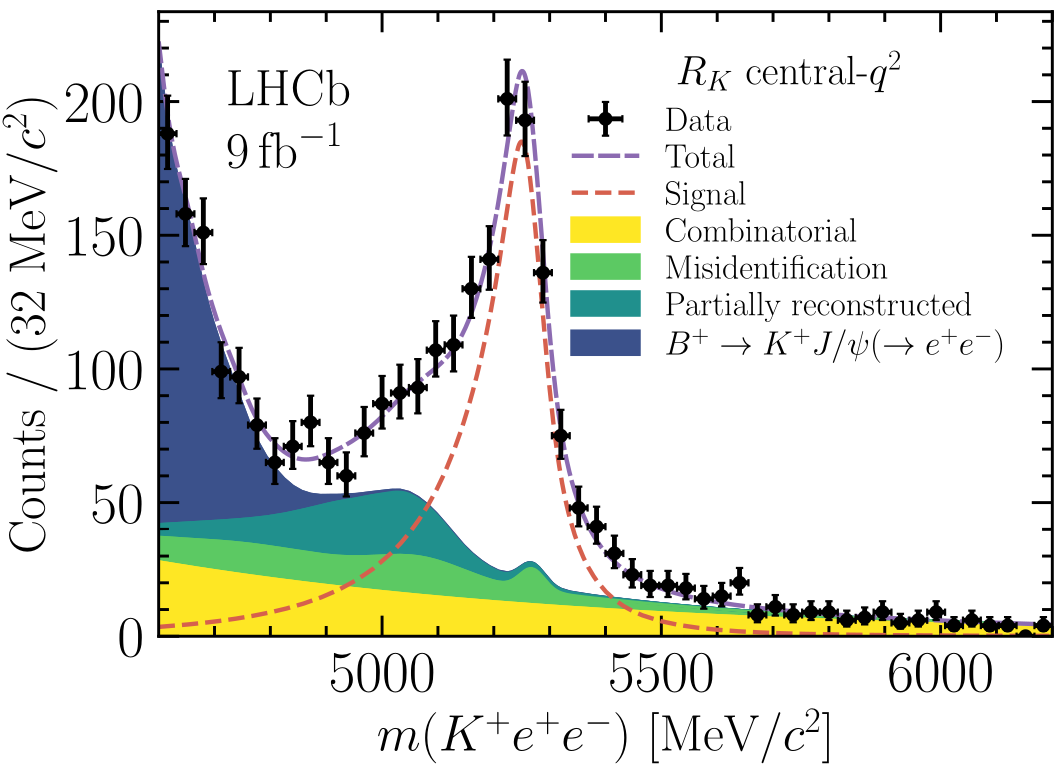 LHCb
9 fb⁻¹
R_K central-q²
Data
Total
Signal
Combinatorial
Misidentification
Partially reconstructed
B⁺ → K⁺J/ψ(→ e⁺e⁻)
Counts / (32 MeV/c²)
200
150
100
50
0
5000 5500 6000
m(K⁺e⁺e⁻) [MeV/c²]